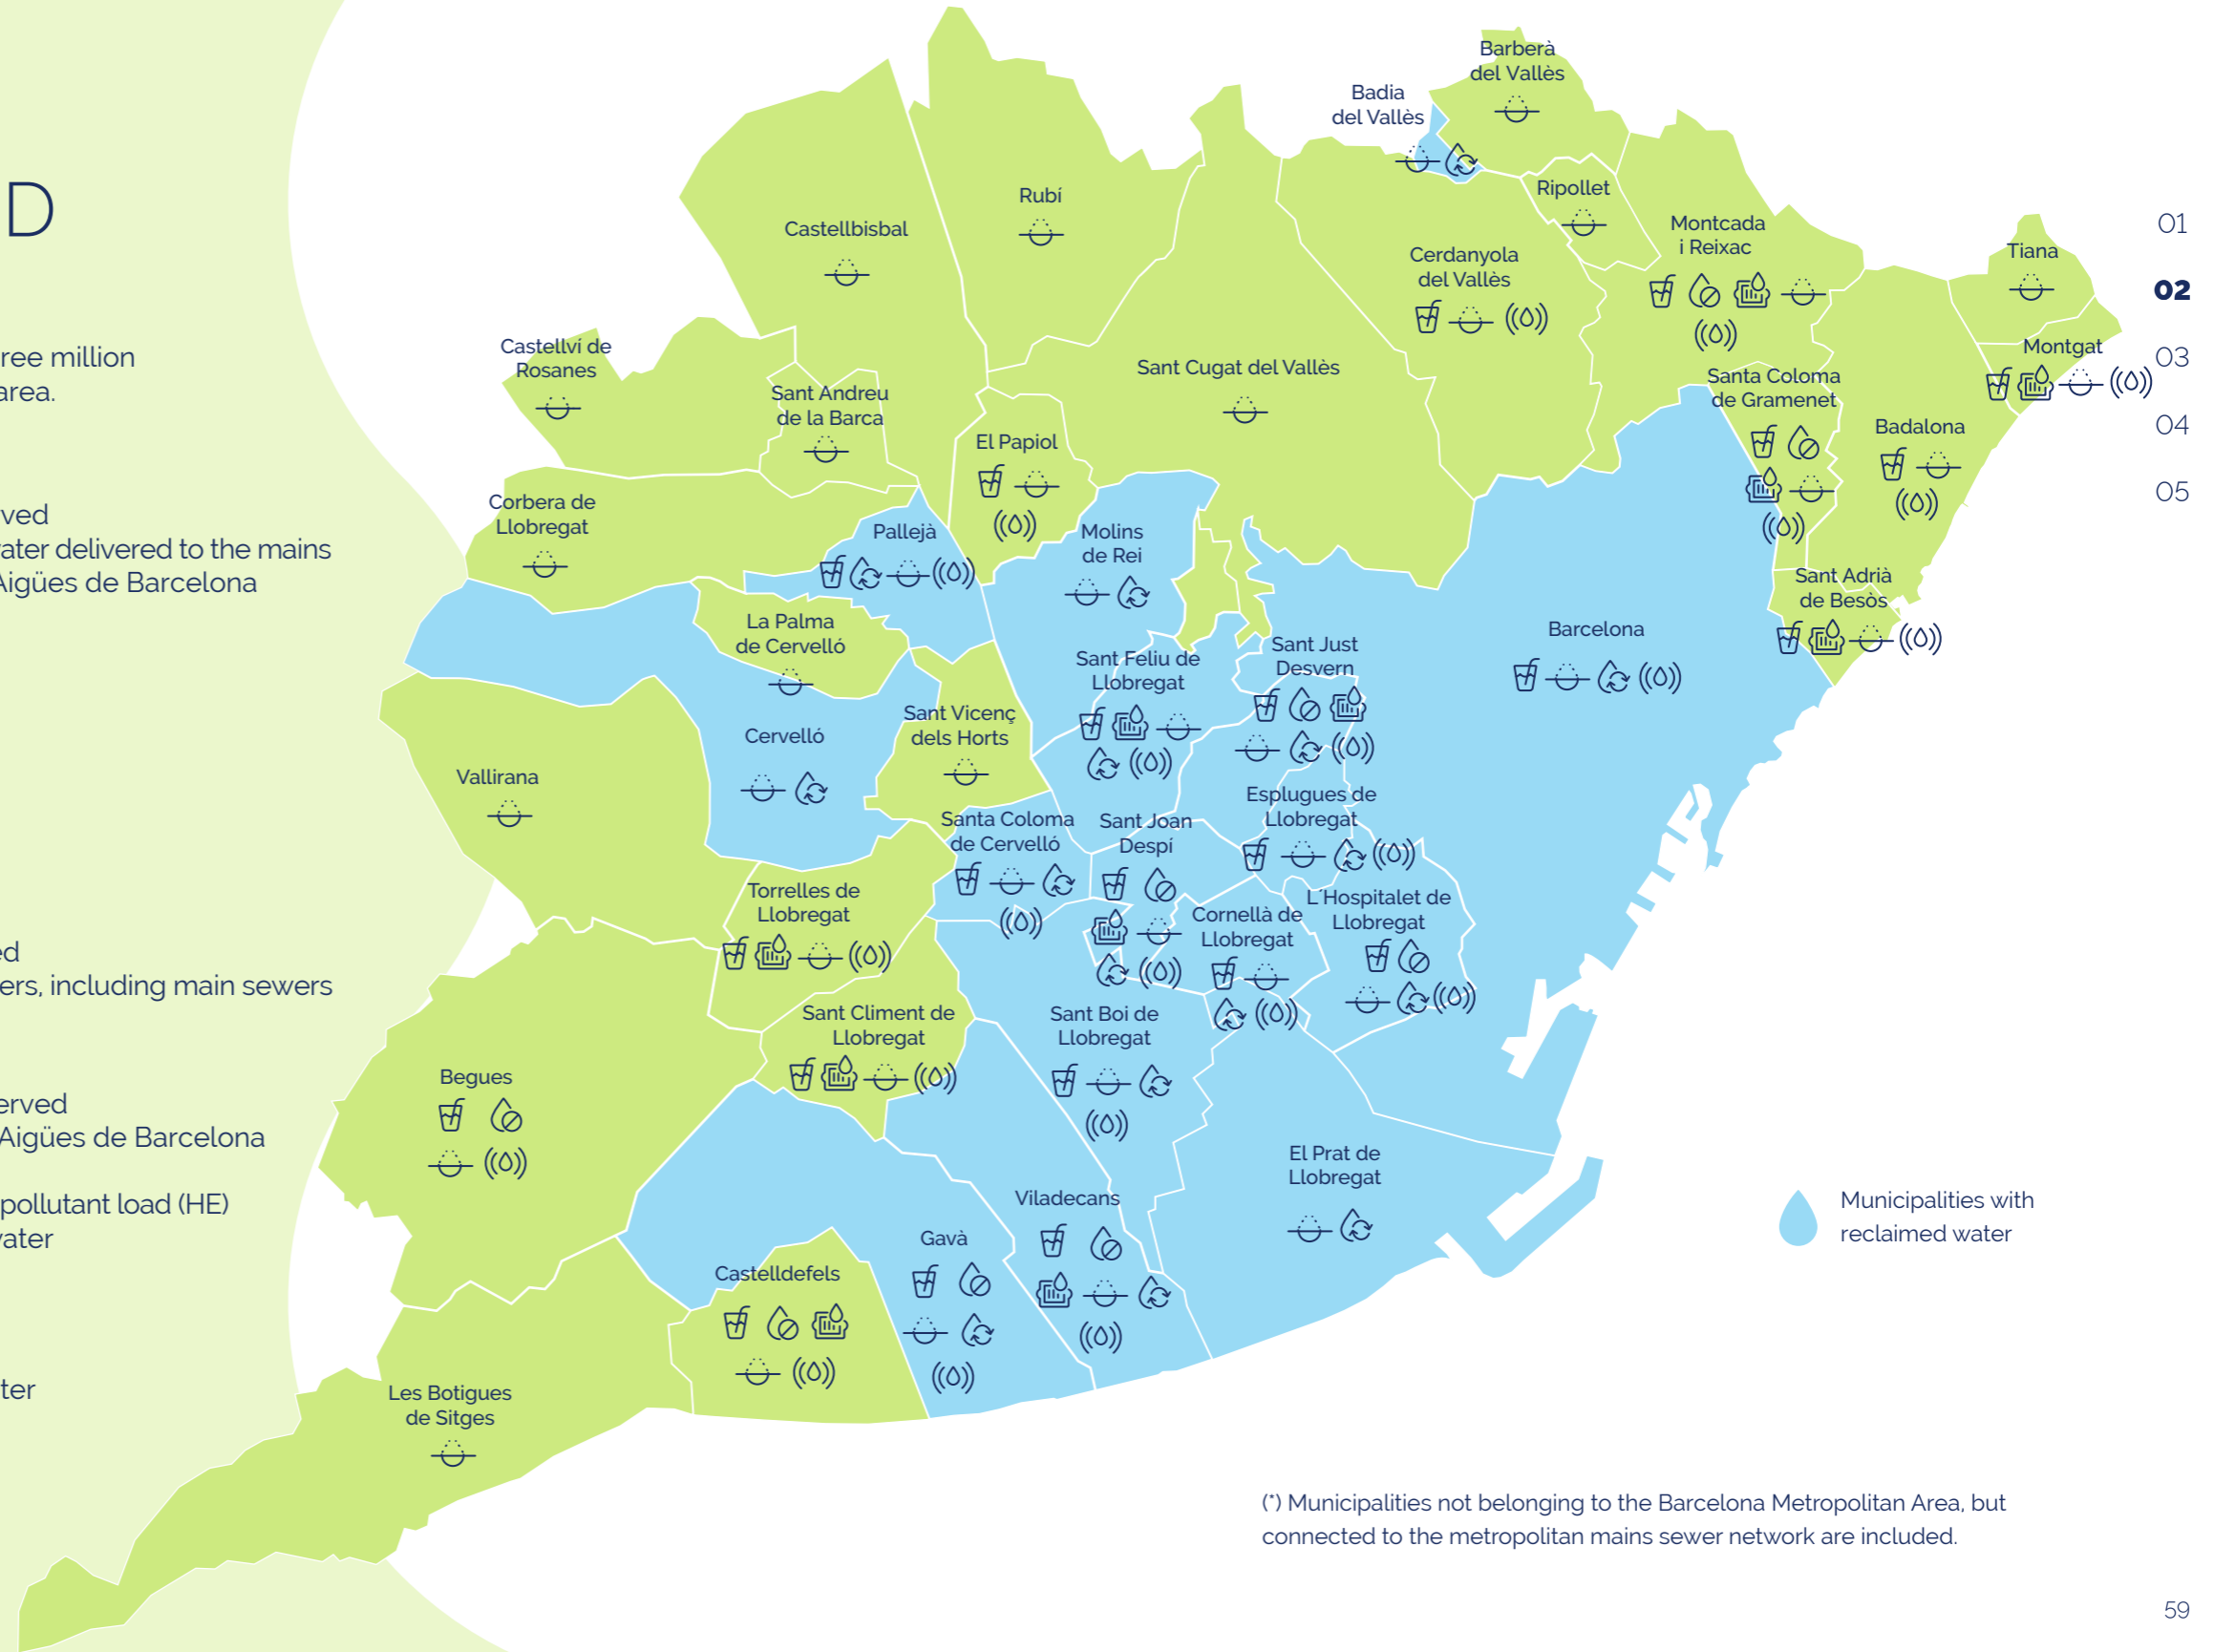 D
ree million
area.
ved
ater delivered to the mains
Aigües de Barcelona
ed
ers, including main sewers
erved
Aigües de Barcelona
pollutant load (HE)
ater
ter
Barberà
del Vallès
Badia
del Vallès
Ripollet
Rubí
Castellbisbal
Montcada
i Reixac
Cerdanyola
del Vallès
Tiana
Castellví de
Rosanes
Sant Andreu
de la Barca
Sant Cugat del Vallès
Montgat
Santa Coloma
de Gramenet
Badalona
El Papiol
Corbera de
Llobregat
Pallejà
Molins
de Rei
Sant Adrià
de Besòs
La Palma
de Cervelló
Barcelona
Sant Feliu de
Llobregat
Sant Just
Desvern
Sant Vicenç
dels Horts
Cervelló
Vallirana
Esplugues de
Llobregat
Santa Coloma
de Cervelló
Sant Joan
Despí
Torrelles de
Llobregat
L'Hospitalet de
Llobregat
Cornellà de
Llobregat
Sant Climent de
Llobregat
Sant Boi de
Llobregat
Begues
El Prat de
Llobregat
Viladecans
Gavà
Castelldefels
Les Botigues
de Sitges
Municipalities with
reclaimed water
(*) Municipalities not belonging to the Barcelona Metropolitan Area, but
connected to the metropolitan mains sewer network are included.
01
02
03
04
05
59